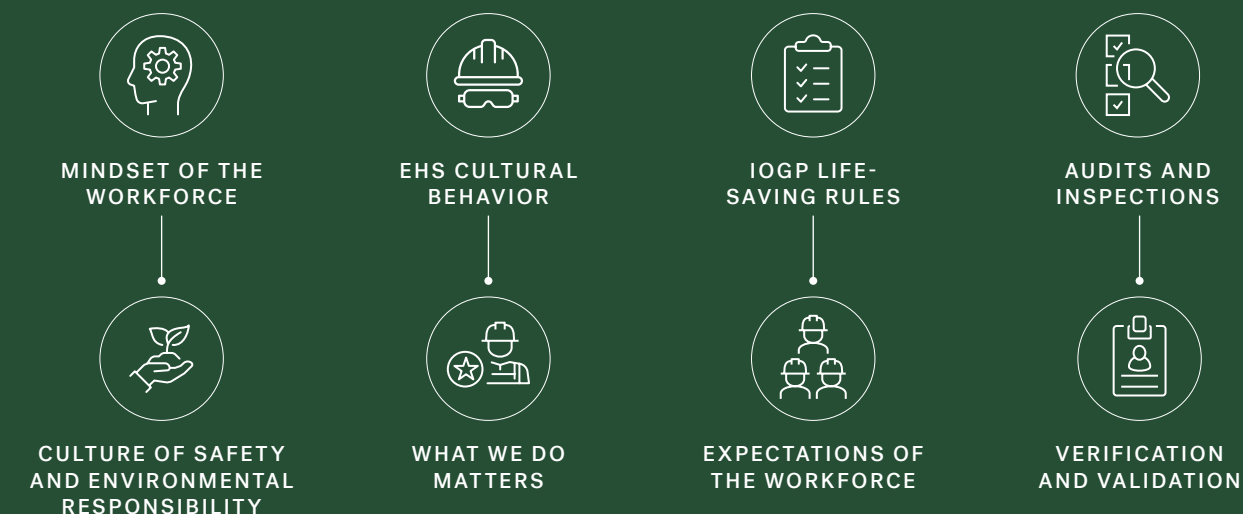 MINDSET OF THE
WORKFORCE
EHS CULTURAL
BEHAVIOR
IOGP LIFE-
SAVING RULES
AUDITS AND
INSPECTIONS
CULTURE OF SAFETY
AND ENVIRONMENTAL
RESPONSIBILITY
WHAT WE DO
MATTERS
EXPECTATIONS OF
THE WORKFORCE
VERIFICATION
AND VALIDATION